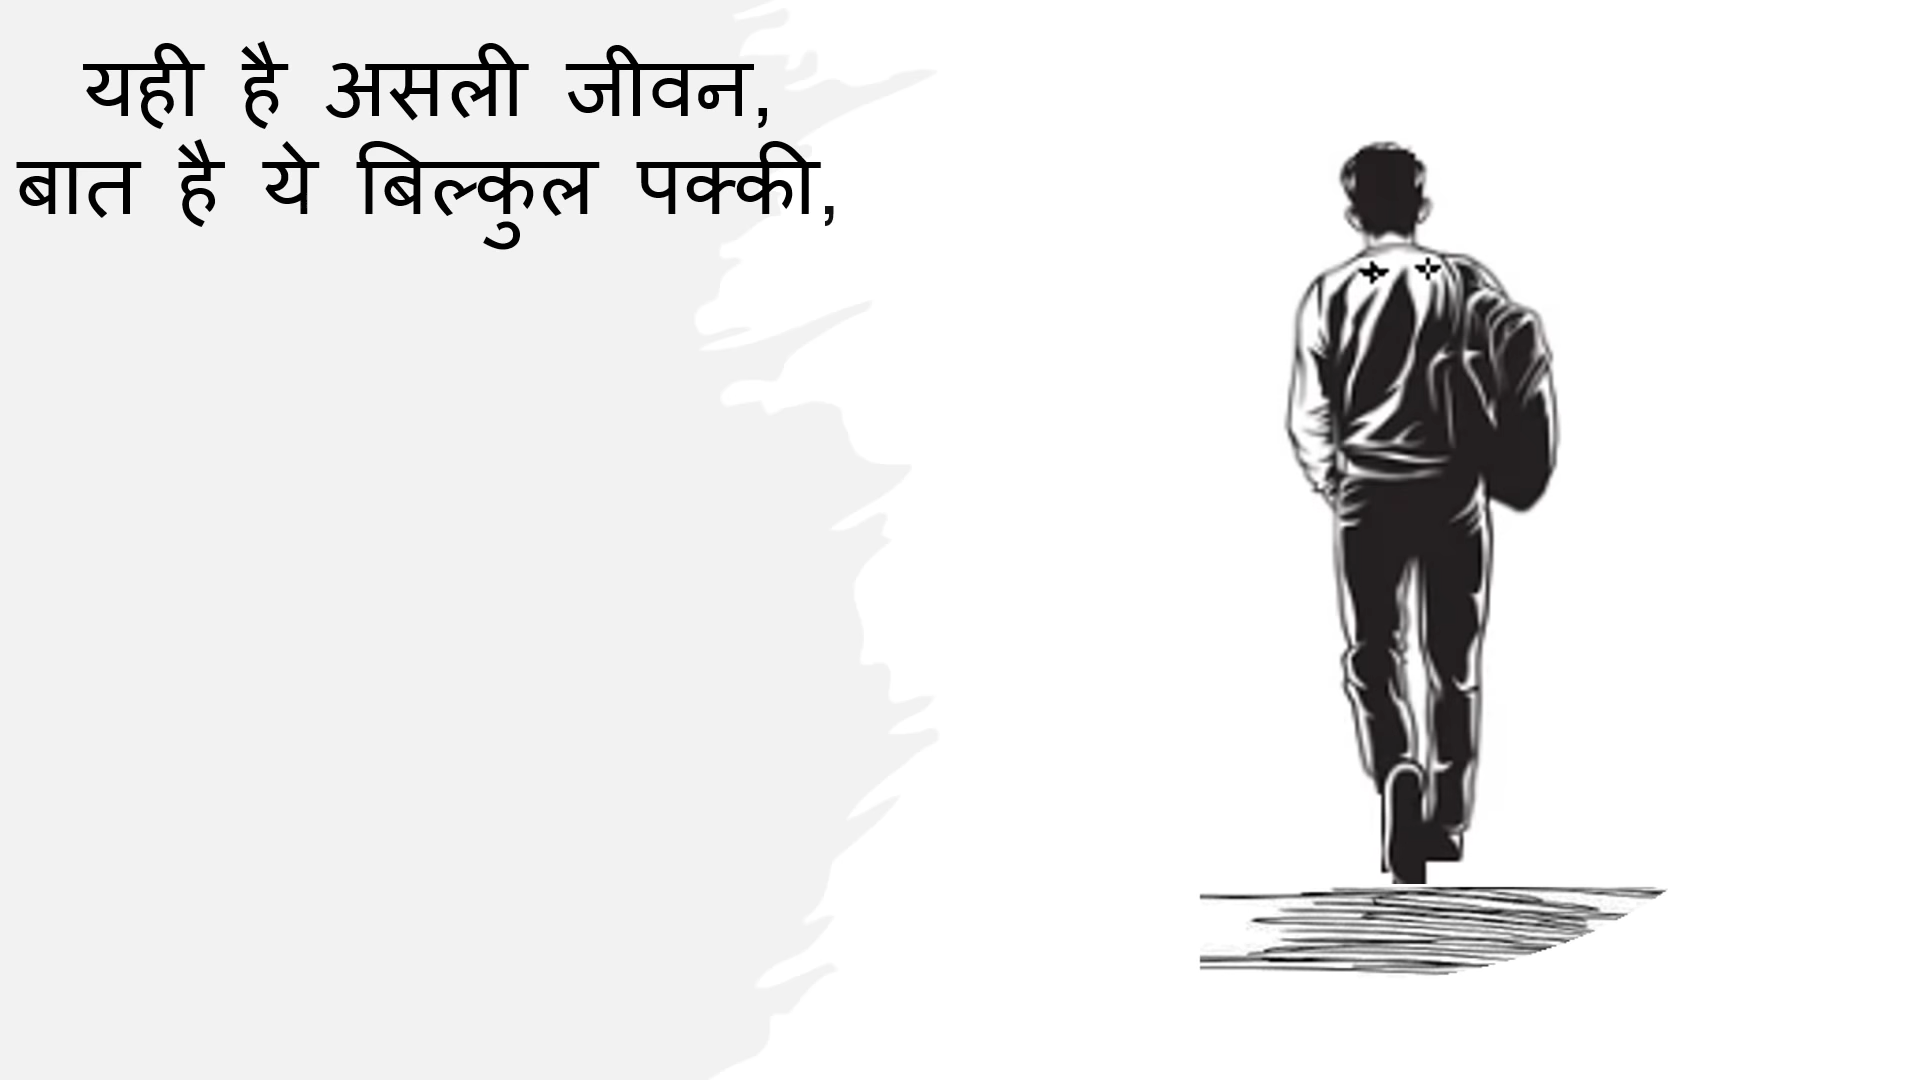 यही है असली जीवन,
बात है ये बिल्कुल पक्की,